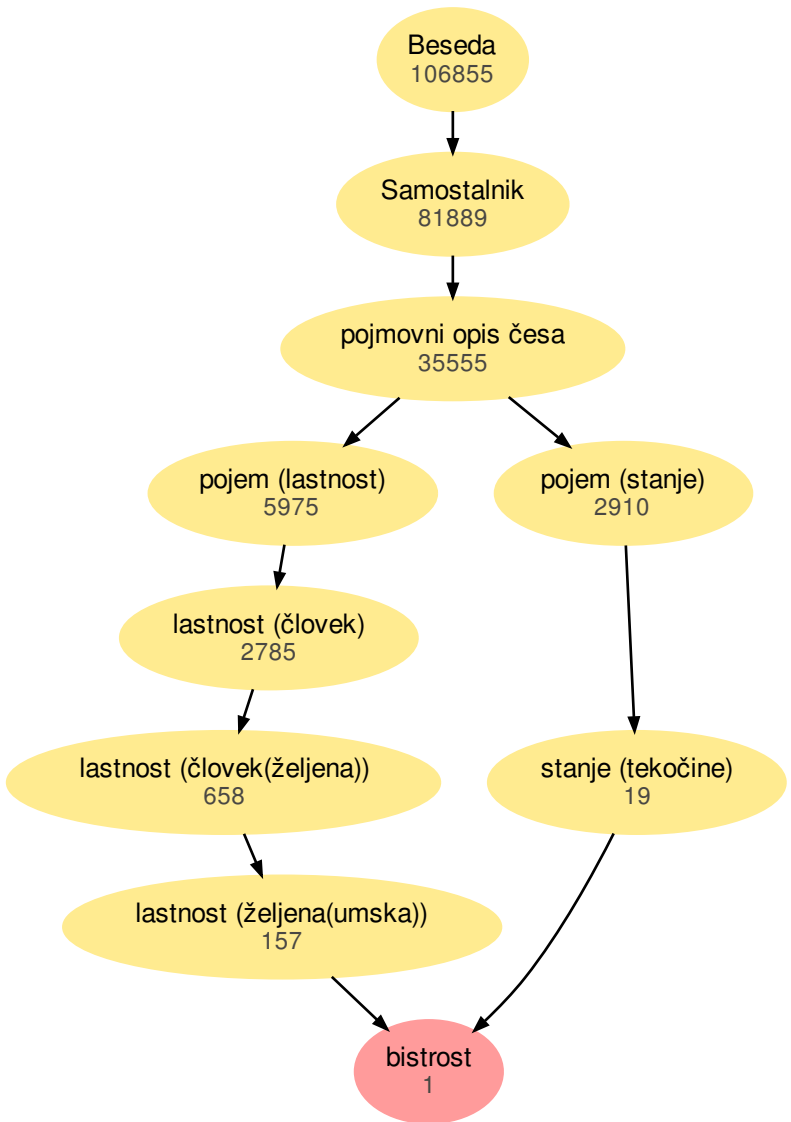 Beseda
106855
Samostalnik
81889
pojmovni opis česa
35555
pojem (lastnost)
5975
pojem (stanje)
2910
lastnost (človek)
2785
lastnost (človek(željena))
658
stanje (tekočine)
19
lastnost (željena(umska))
157
bistrost
1